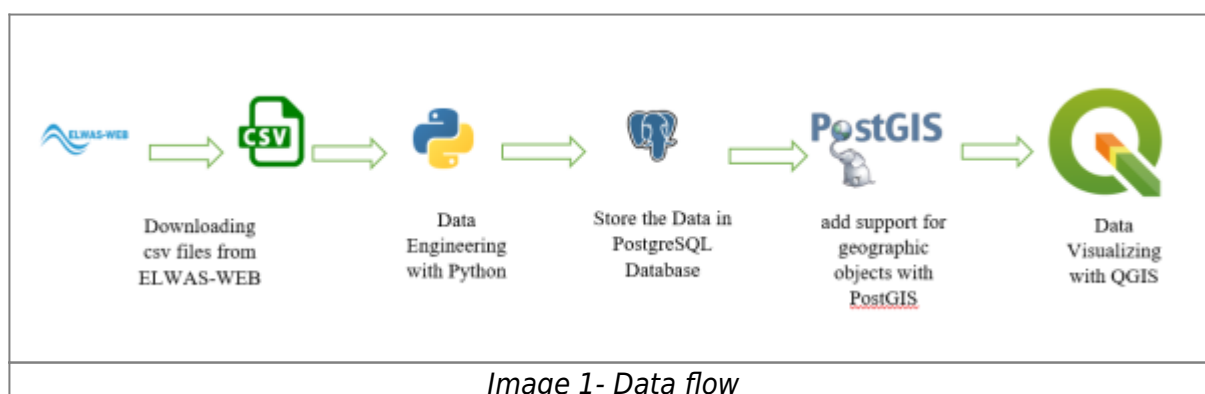 ELWAS-WEB
CSV
PostGIS
Downloading
csv files from
ELWAS-WEB
Data
Engineering
with Python
Store the Data in
PostgreSQL
Database
add support for
geographic
objects with
PostGIS
Data
Visualizing
with QGIS
Image 1- Data flow